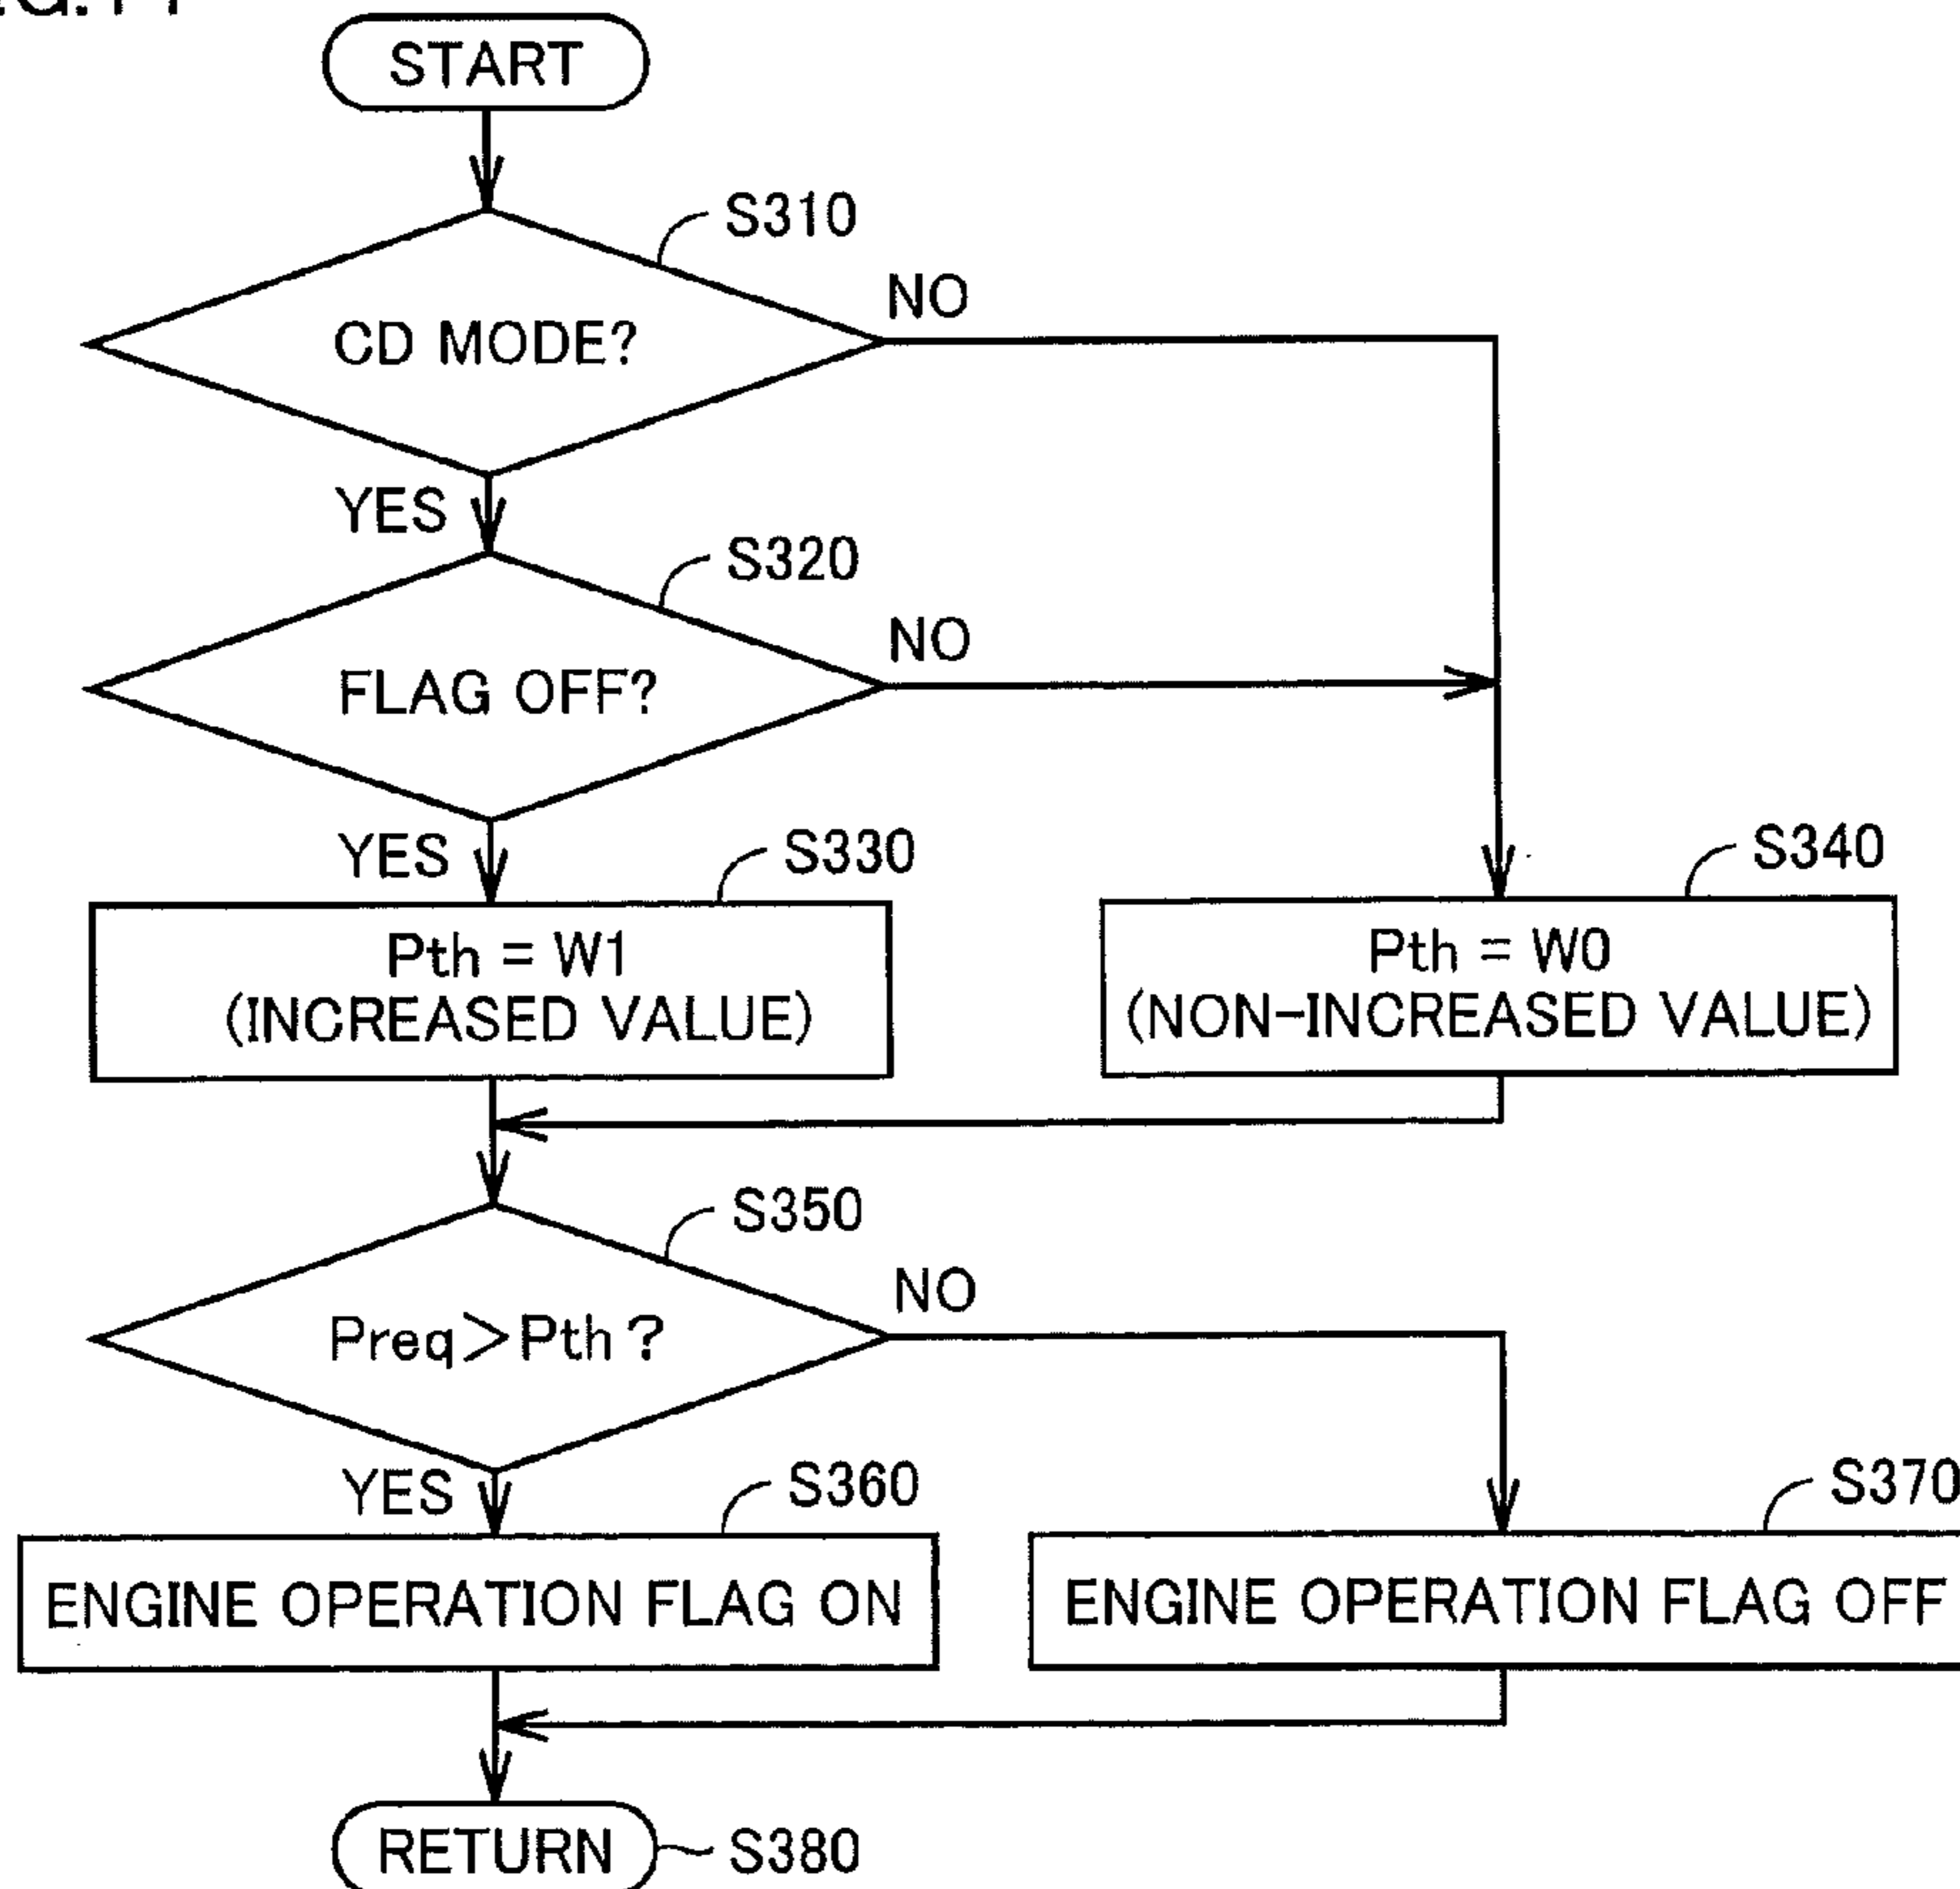 START
S310
CD MODE?
NO
YES
S320
FLAG OFF?
NO
YES
S330
Pth = W1
(INCREASED VALUE)
S340
Pth = W0
(NON-INCREASED VALUE)
S350
Preq>Pth?
NO
YES
S360
ENGINE OPERATION FLAG ON
S370
ENGINE OPERATION FLAG OFF
RETURN
S380